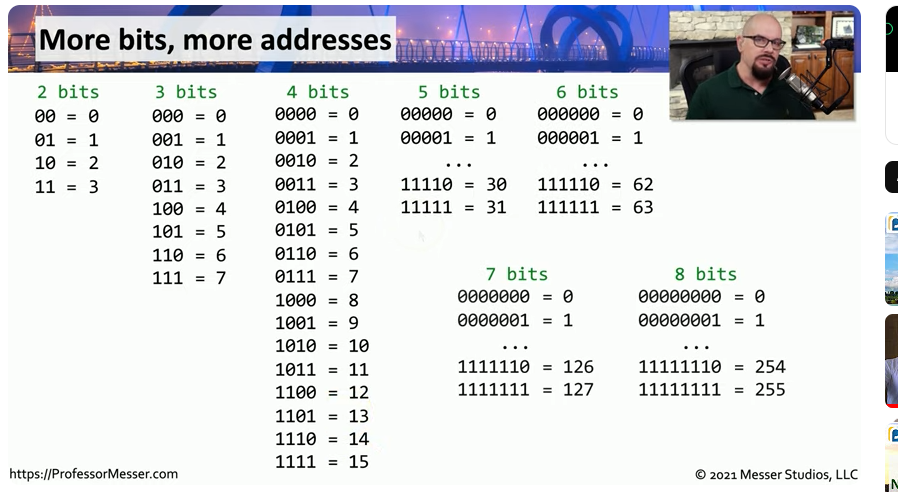 More bits, more addresses
2 bits
00 = 0
01 = 1
10 = 2
11 = 3
3 bits
000 = 0
001 = 1
010 = 2
011 = 3
100 = 4
101 = 5
110 = 6
111 = 7
4 bits
0000 = 0
0001 = 1
0010 = 2
0011 = 3
0100 = 4
0101 = 5
0110 = 6
0111 = 7
1000 = 8
1001 = 9
1010 = 10
1011 = 11
1100 = 12
1101 = 13
1110 = 14
1111 = 15
5 bits
00000 = 0
00001 = 1
...
11110 = 30
11111 = 31
6 bits
000000 = 0
000001 = 1
...
111110 = 62
111111 = 63
7 bits
0000000 = 0
0000001 = 1
...
1111110 = 126
1111111 = 127
8 bits
00000000 = 0
00000001 = 1
...
11111110 = 254
11111111 = 255
https://ProfessorMesser.com
© 2021 Messer Studios, LLC